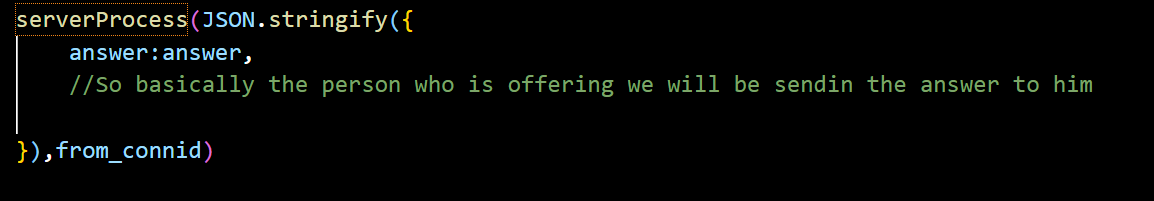 serverProcess(JSON.stringify({
answer:answer,
//So basically the person who is offering we will be sendin the answer to him
}),from_connid)